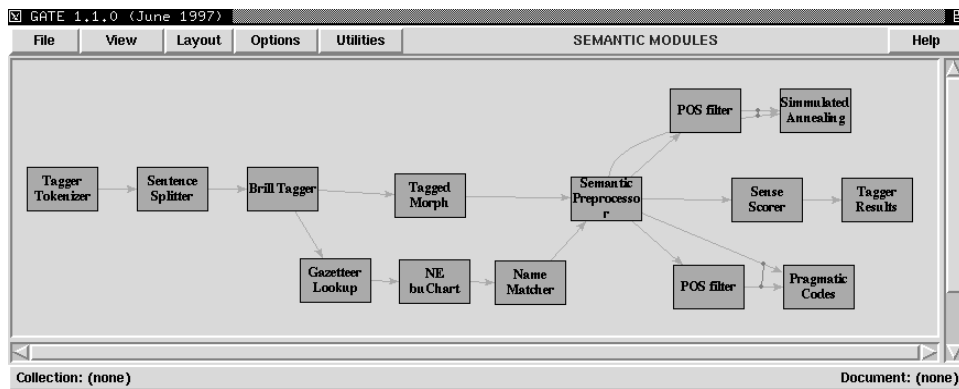 GATE 1.1.0 (June 1997)
File View Layout Options Utilities SEMANTIC MODULES Help
POS filter
Simmulated
Annealing
Tagger
Tokenizer
Sentence
Splitter
Brill Tagger
Tagged
Morph
Semantic
Preprocesso
r
Sense
Scorer
Tagger
Results
Gazetteer
Lookup
NE
buChart
Name
Matcher
POS filter
Pragmatic
Codes
Collection: (none) Document: (none)